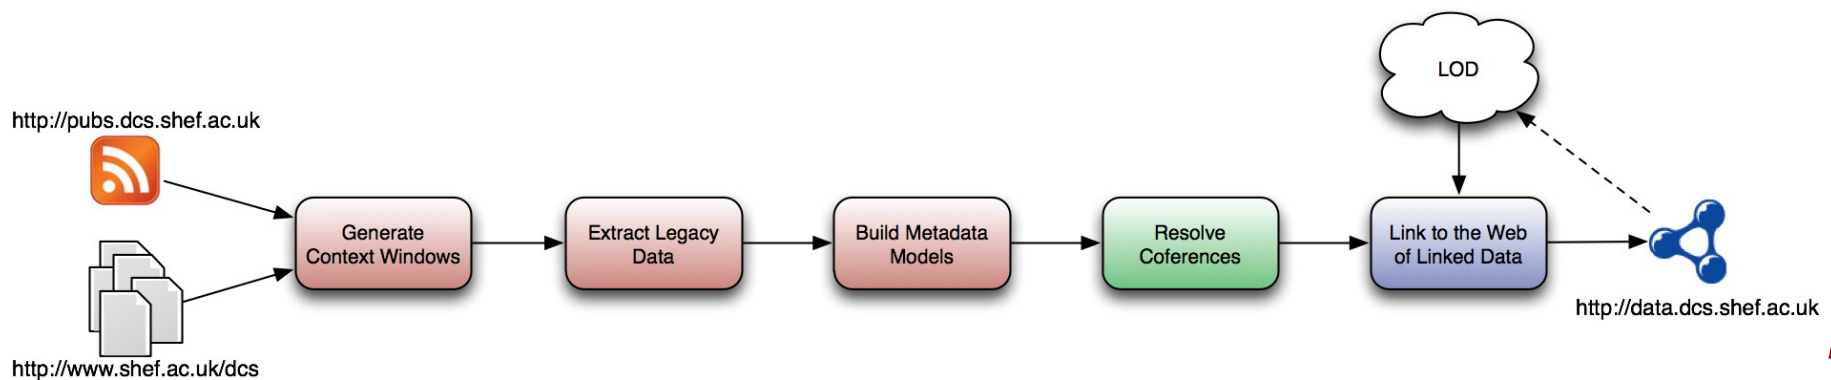 http://pubs.dcs.shef.ac.uk
http://www.shef.ac.uk/dcs
Generate
Context Windows
Extract Legacy
Data
Build Metadata
Models
Resolve
Coferences
LOD
Link to the Web
of Linked Data
http://data.dcs.shef.ac.uk